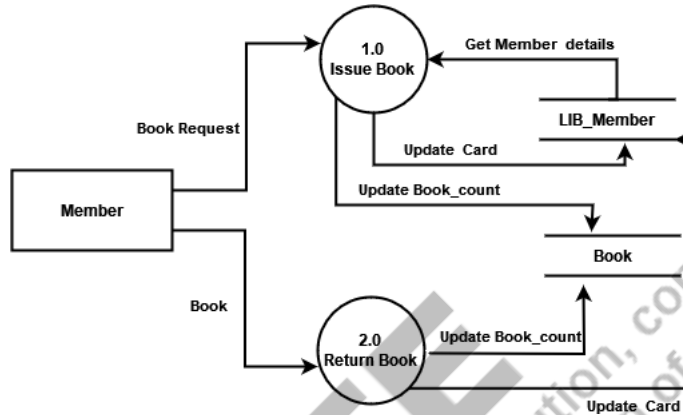 1.0
Issue Book
Get Member details
LIB_Member
Book Request
Update Card
Update Book_count
Member
Book
Book
2.0
Return Book
Update Book_count
Update Card